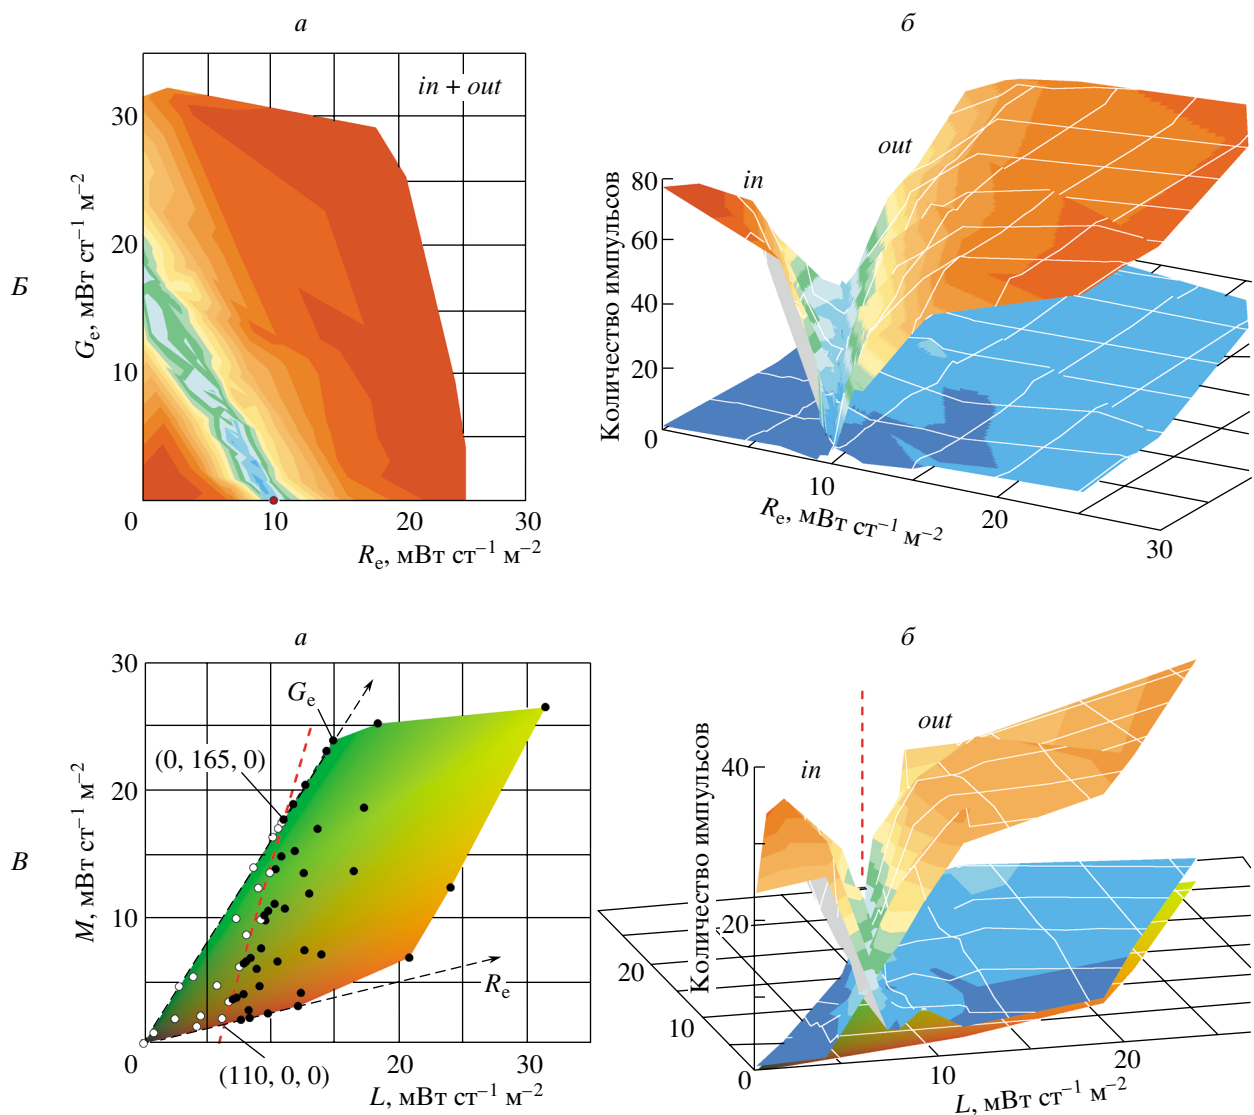 а
б
Б
in + out
30
20
10
0
10
20
30
G_e, мВт ст⁻¹ м⁻²
R_e, мВт ст⁻¹ м⁻²
in
out
Количество импульсов
80
60
40
20
0
10
20
30
R_e, мВт ст⁻¹ м⁻²
а
б
В
30
20
10
0
20
30
M, мВт ст⁻¹ м⁻²
L, мВт ст⁻¹ м⁻²
G_e
(0, 165, 0)
R_e
(110, 0, 0)
in
out
Количество импульсов
40
20
20
10
0
10
20
L, мВт ст⁻¹ м⁻²